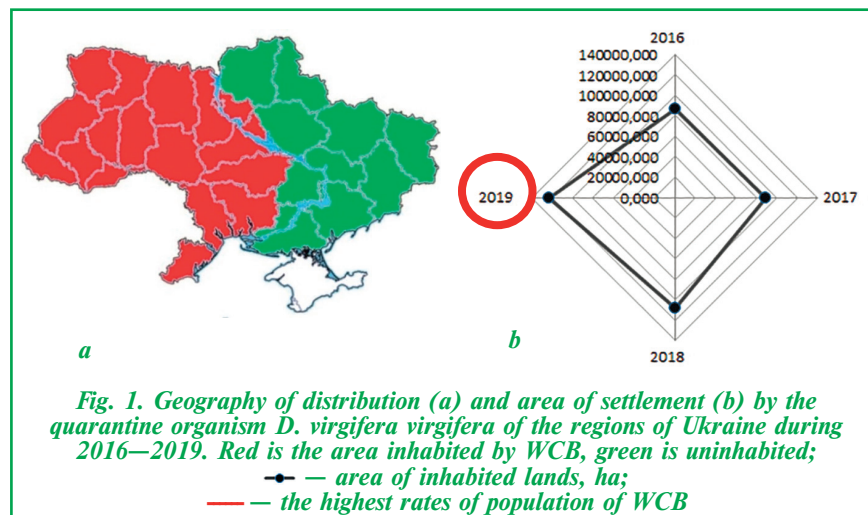 2016
140000,000
120000,000
100000,000
80000,000
60000,000
40000,000
20000,000
0,000
2019
2017
2018
a
b
Fig. 1. Geography of distribution (a) and area of settlement (b) by the
quarantine organism D. virgifera virgifera of the regions of Ukraine during
2016—2019. Red is the area inhabited by WCB, green is uninhabited;
— area of inhabited lands, ha;
— the highest rates of population of WCB